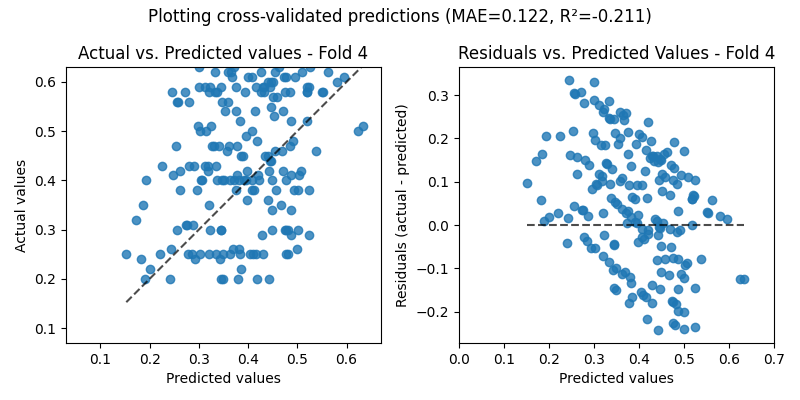 Plotting cross-validated predictions (MAE=0.122, R²=-0.211)
Actual vs. Predicted values - Fold 4
Actual values
0.6
0.5
0.4
0.3
0.2
0.1
0.1 0.2 0.3 0.4 0.5 0.6
Predicted values
Residuals vs. Predicted Values - Fold 4
Residuals (actual - predicted)
0.3
0.2
0.1
0.0
−0.1
−0.2
0.0 0.1 0.2 0.3 0.4 0.5 0.6 0.7
Predicted values